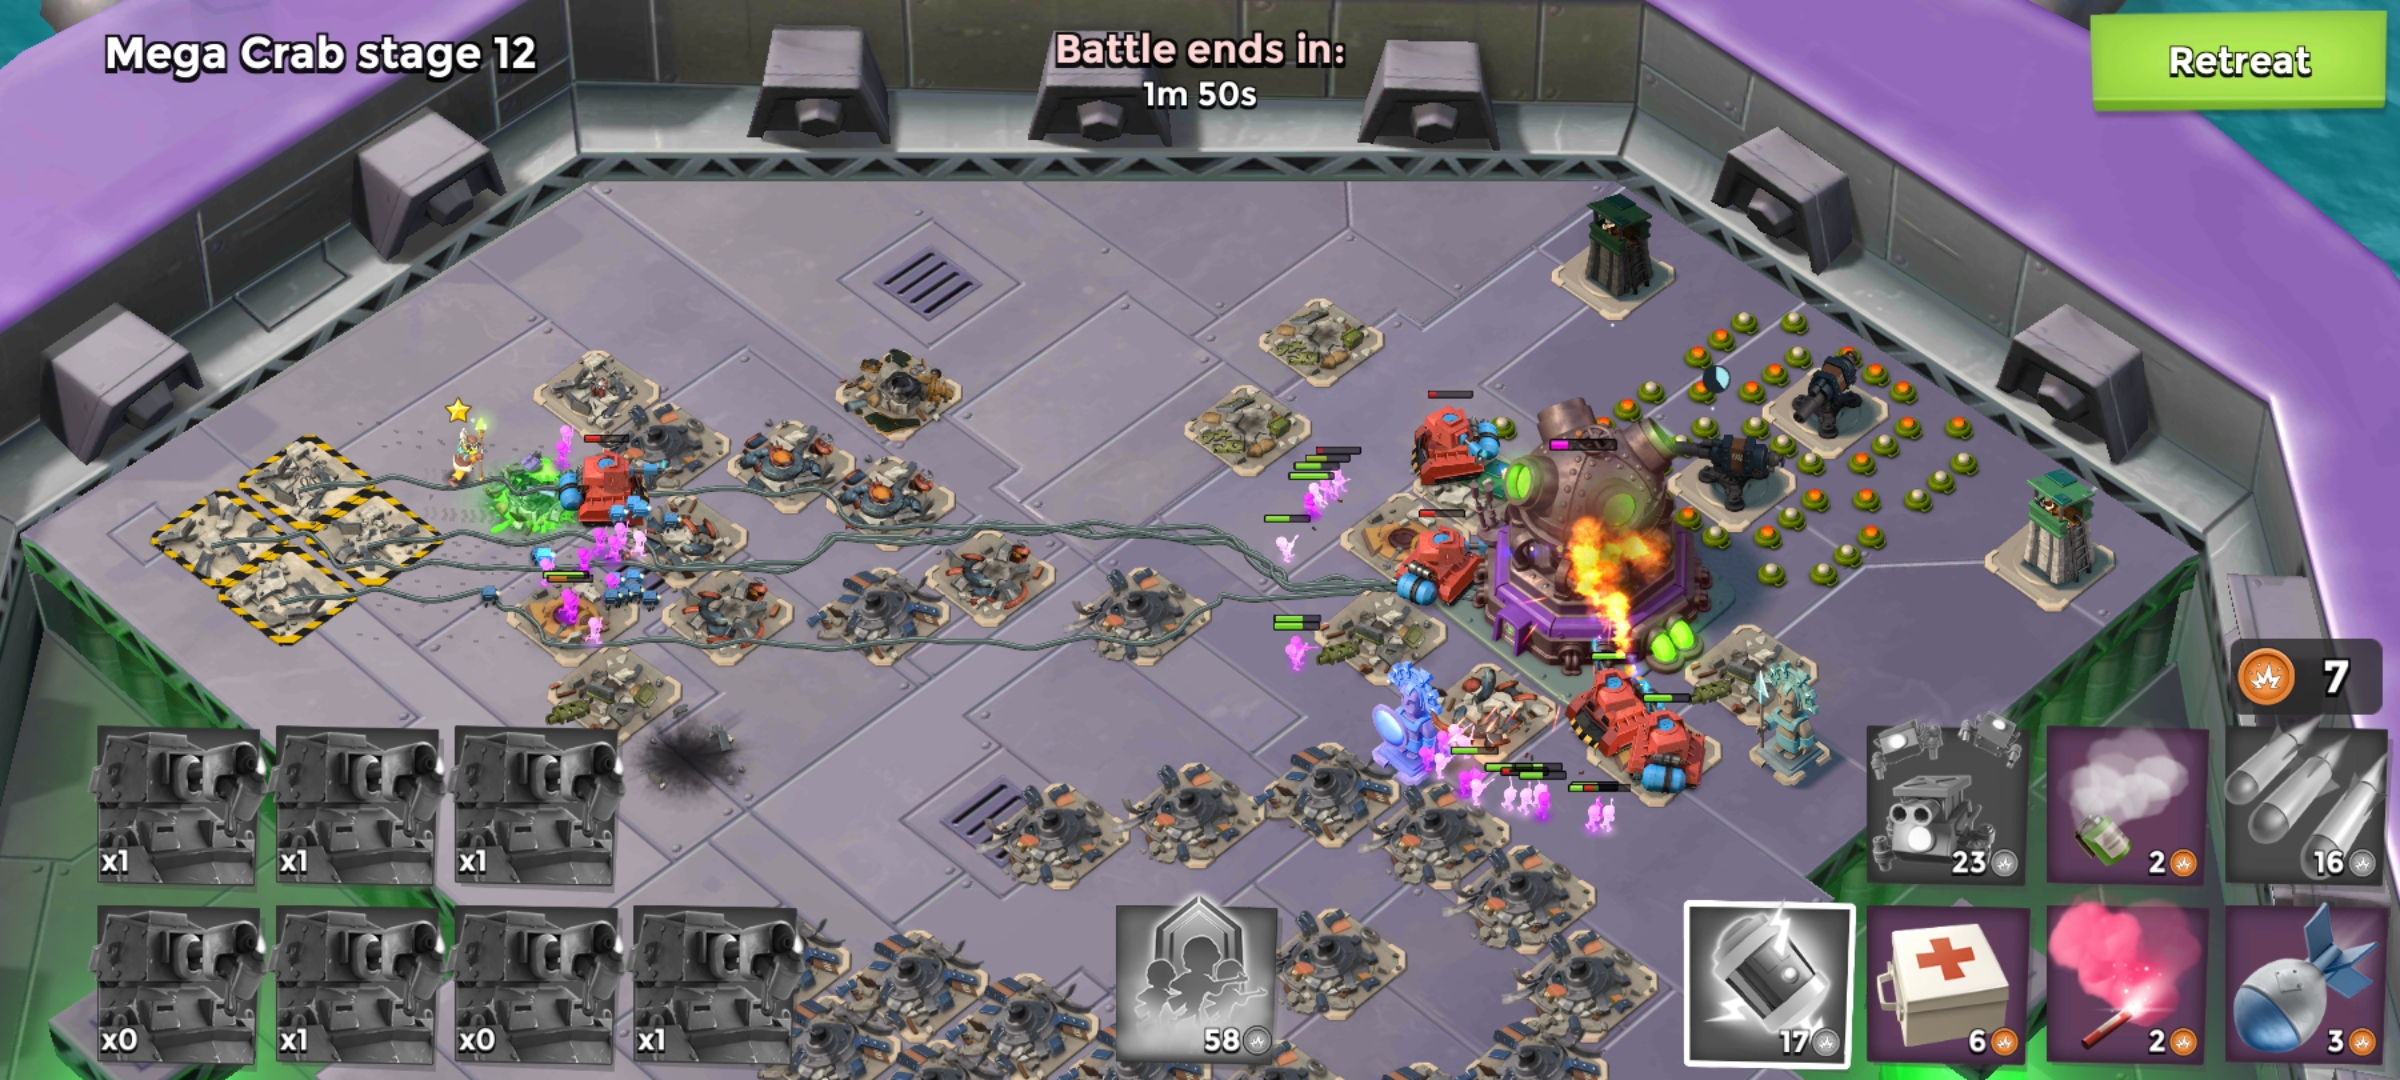 Mega Crab stage 12
Battle ends in:
1m 50s
Retreat
7
x1
x1
x1
23
2
16
x0
x1
x0
x1
58
17
6
2
3